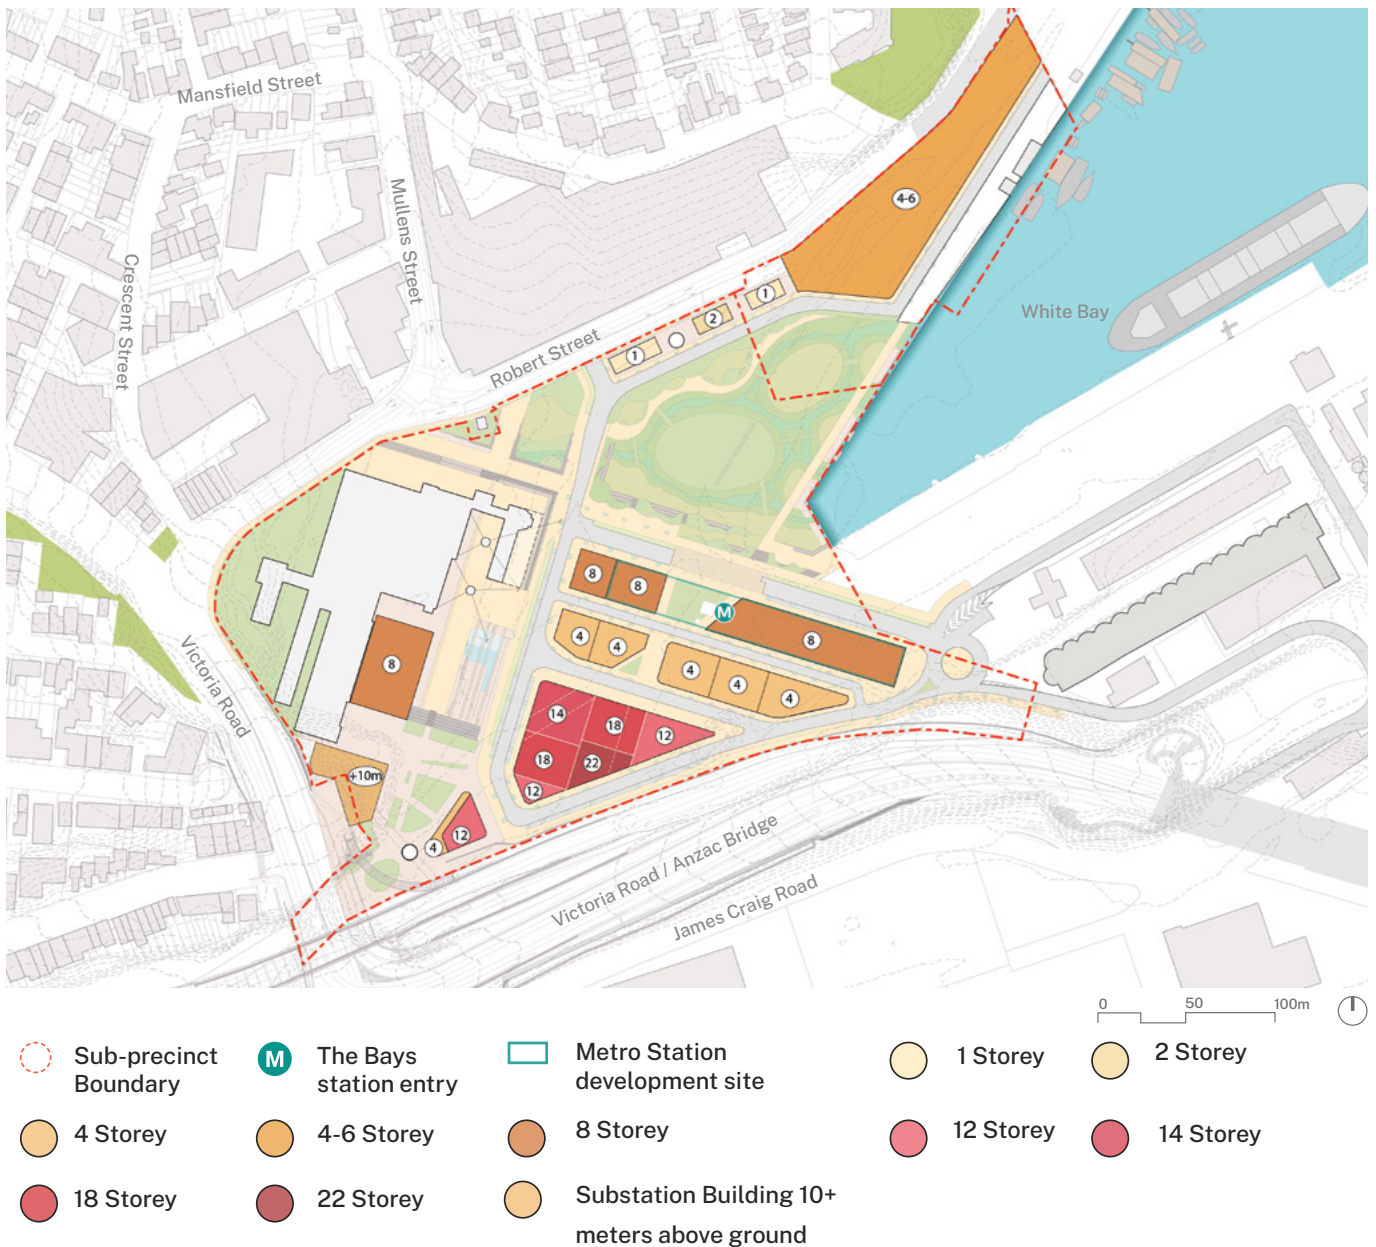 Mansfield Street
Mullens Street
Crescent Street
4-6
1
2
1
White Bay
Robert Street
8
8
M
8
4
4
4
4
4
8
Victoria Road
14
18
12
18
22
12
+10m
12
4
Victoria Road / Anzac Bridge
James Craig Road
0 50 100m
Sub-precinct
Boundary
M
The Bays
station entry
Metro Station
development site
1 Storey
2 Storey
4 Storey
4-6 Storey
8 Storey
12 Storey
14 Storey
18 Storey
22 Storey
Substation Building 10+
meters above ground